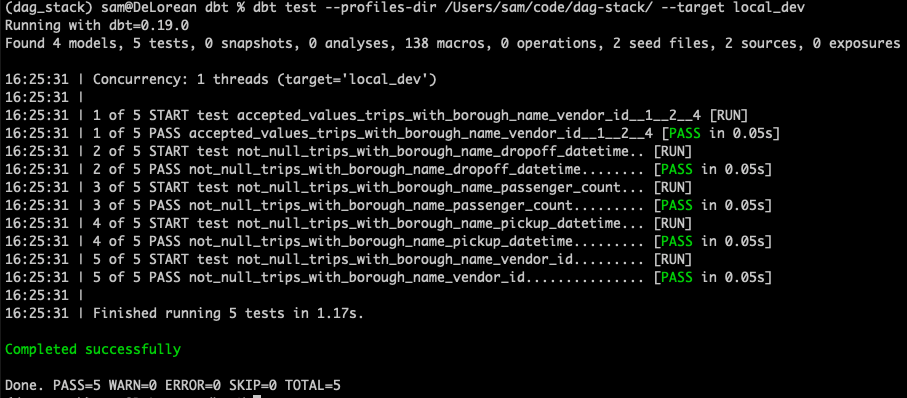 (dag_stack) sam@DeLorean dbt % dbt test --profiles-dir /Users/sam/code/dag-stack/ --target local_dev
Running with dbt=0.19.0
Found 4 models, 5 tests, 0 snapshots, 0 analyses, 138 macros, 0 operations, 2 seed files, 2 sources, 0 exposures
16:25:31 | Concurrency: 1 threads (target='local_dev')
16:25:31 |
16:25:31 | 1 of 5 START test accepted_values_trips_with_borough_name_vendor_id__1__2__4 [RUN]
16:25:31 | 1 of 5 PASS accepted_values_trips_with_borough_name_vendor_id__1__2__4 [PASS in 0.05s]
16:25:31 | 2 of 5 START test not_null_trips_with_borough_name_dropoff_datetime.. [RUN]
16:25:31 | 2 of 5 PASS not_null_trips_with_borough_name_dropoff_datetime........ [PASS in 0.05s]
16:25:31 | 3 of 5 START test not_null_trips_with_borough_name_passenger_count... [RUN]
16:25:31 | 3 of 5 PASS not_null_trips_with_borough_name_passenger_count......... [PASS in 0.05s]
16:25:31 | 4 of 5 START test not_null_trips_with_borough_name_pickup_datetime... [RUN]
16:25:31 | 4 of 5 PASS not_null_trips_with_borough_name_pickup_datetime......... [PASS in 0.05s]
16:25:31 | 5 of 5 START test not_null_trips_with_borough_name_vendor_id......... [RUN]
16:25:31 | 5 of 5 PASS not_null_trips_with_borough_name_vendor_id............... [PASS in 0.05s]
16:25:31 |
16:25:31 | Finished running 5 tests in 1.17s.
Completed successfully
Done. PASS=5 WARN=0 ERROR=0 SKIP=0 TOTAL=5